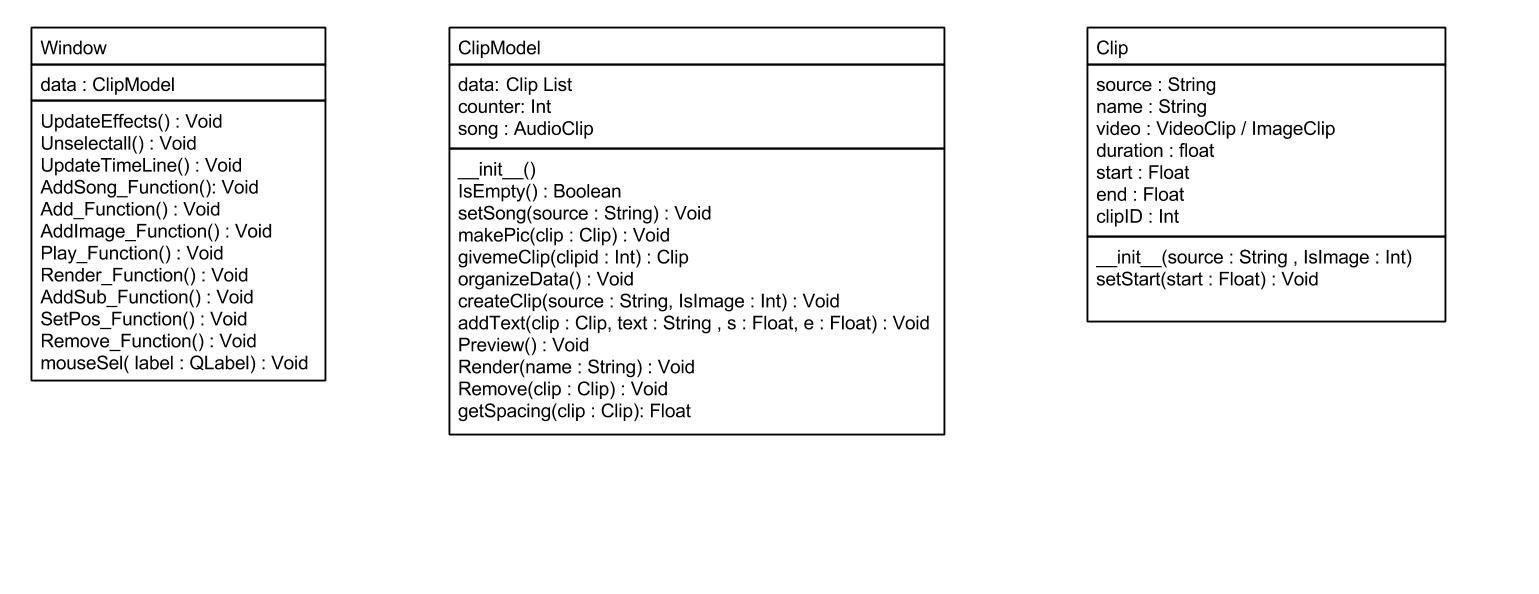 Window
data : ClipModel
UpdateEffects() : Void
Unselectall() : Void
UpdateTimeLine() : Void
AddSong_Function(): Void
Add_Function() : Void
AddImage_Function() : Void
Play_Function() : Void
Render_Function() : Void
AddSub_Function() : Void
SetPos_Function() : Void
Remove_Function() : Void
mouseSel( label : QLabel) : Void
ClipModel
data: Clip List
counter: Int
song : AudioClip
__init__()
IsEmpty() : Boolean
setSong(source : String) : Void
makePic(clip : Clip) : Void
givemeClip(clipid : Int) : Clip
organizeData() : Void
createClip(source : String, IsImage : Int) : Void
addText(clip : Clip, text : String , s : Float, e : Float) : Void
Preview() : Void
Render(name : String) : Void
Remove(clip : Clip) : Void
getSpacing(clip : Clip): Float
Clip
source : String
name : String
video : VideoClip / ImageClip
duration : float
start : Float
end : Float
clipID : Int
__init__(source : String , IsImage : Int)
setStart(start : Float) : Void